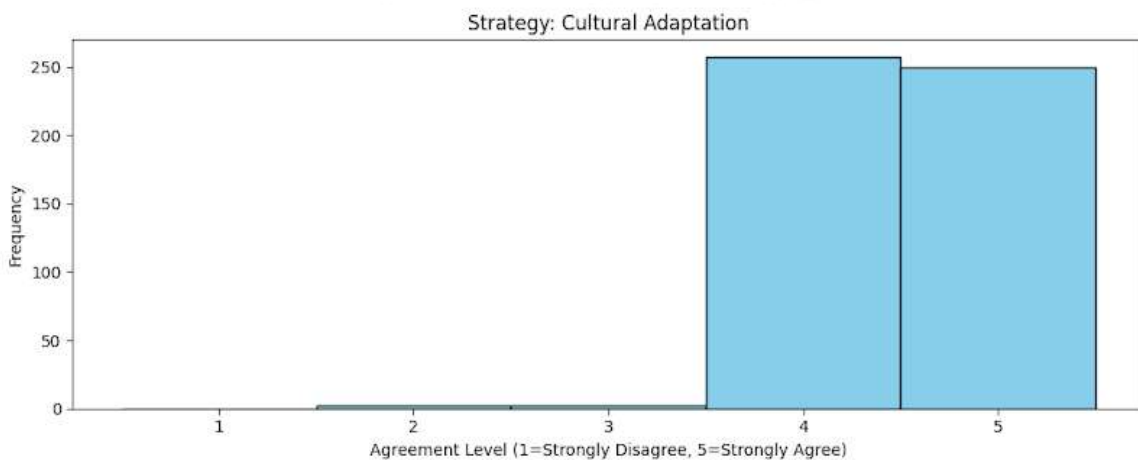 Strategy: Cultural Adaptation
250
200
150
100
50
0
Frequency
1 2 3 4 5
Agreement Level (1=Strongly Disagree, 5=Strongly Agree)